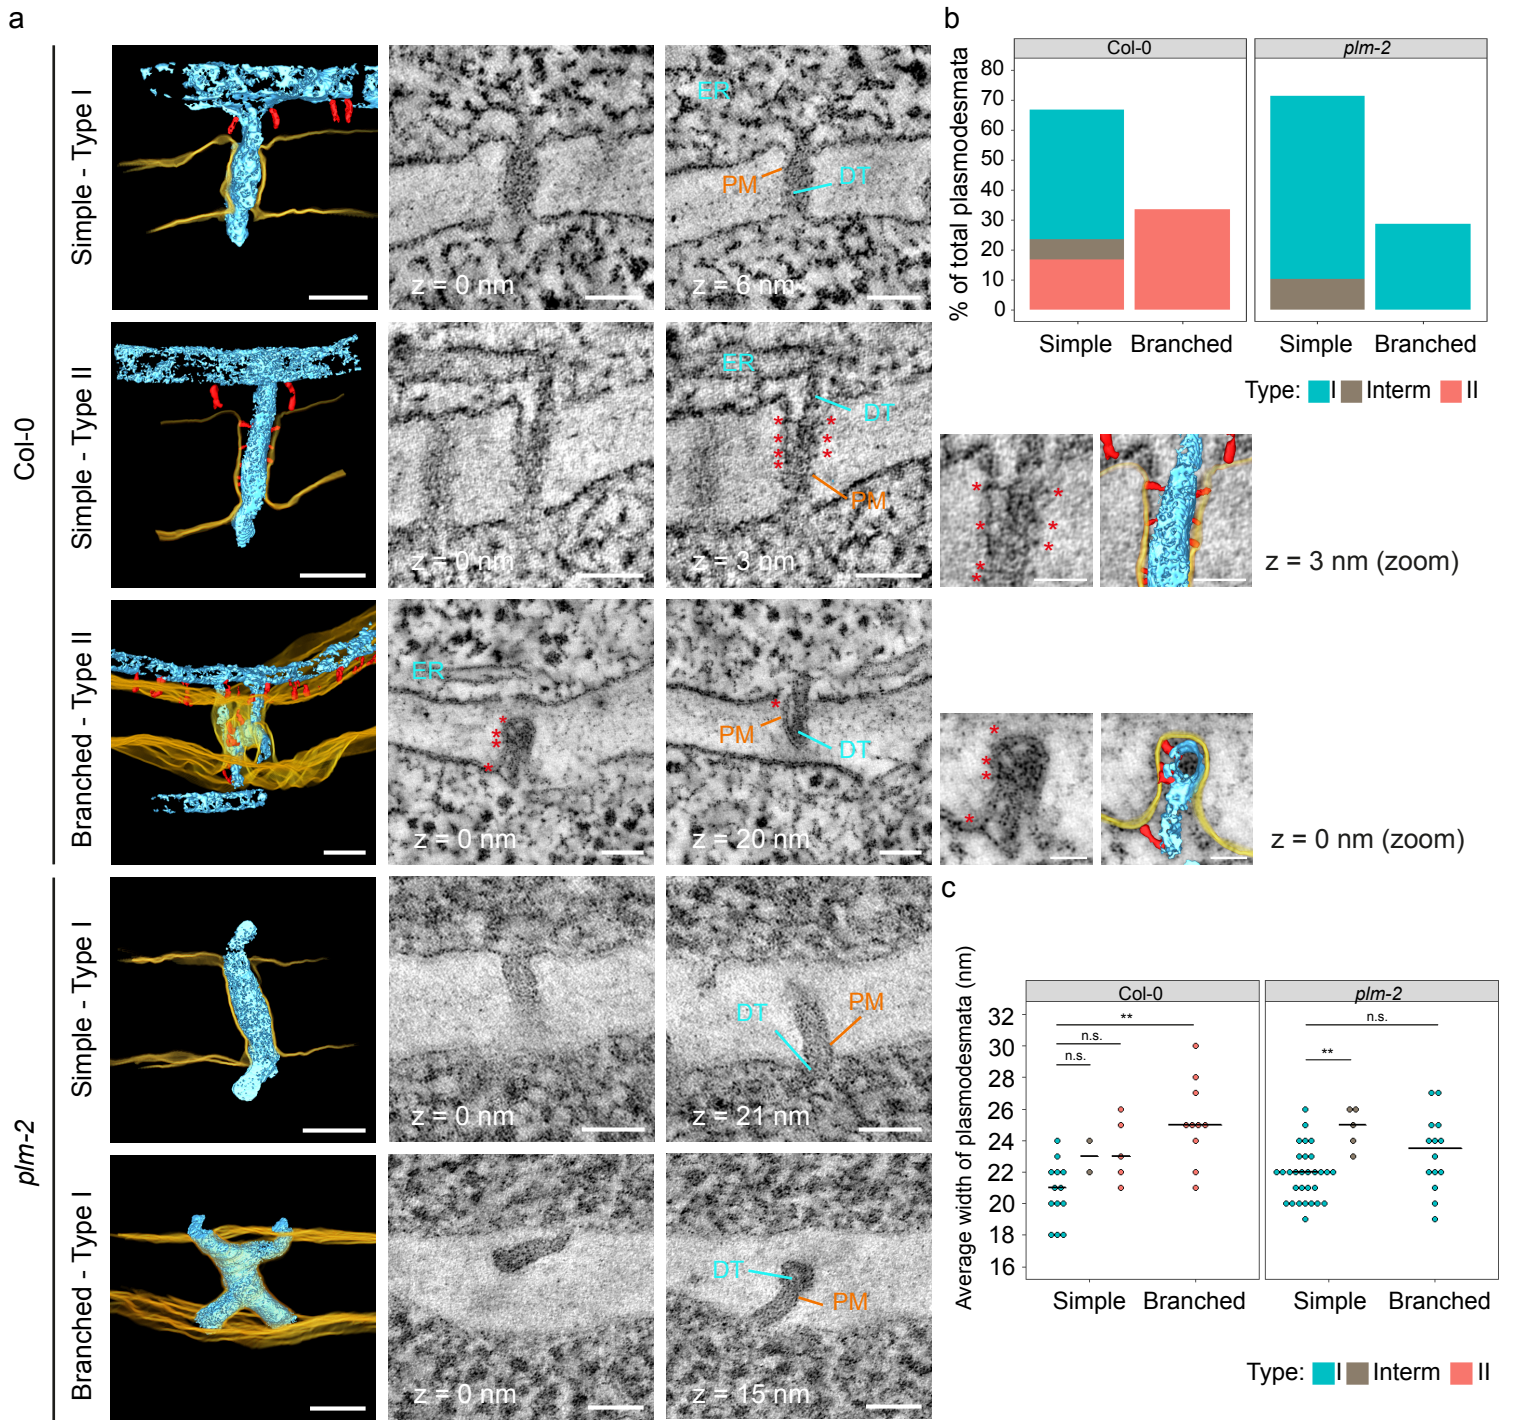 a
Col-0
plm-2
Simple - Type I
z = 0 nm
ER
PM
DT
z = 6 nm
Simple - Type II
z = 0 nm
ER
DT
* * * * * * *
PM
z = 3 nm
* * * * * *
z = 3 nm (zoom)
Branched - Type II
ER
* * * *
z = 0 nm
*
PM
DT
z = 20 nm
* * * *
z = 0 nm (zoom)
Simple - Type I
z = 0 nm
DT
PM
z = 21 nm
Branched - Type I
z = 0 nm
DT
PM
z = 15 nm
b
Col-0
plm-2
% of total plasmodesmata
80
70
60
50
40
30
20
10
0
Simple Branched
Simple Branched
Type: I Interm II
c
Col-0
plm-2
Average width of plasmodesmata (nm)
32
30
28
26
24
22
20
18
16
**
n.s.
n.s.
n.s.
**
Simple Branched
Simple Branched
Type: I Interm II